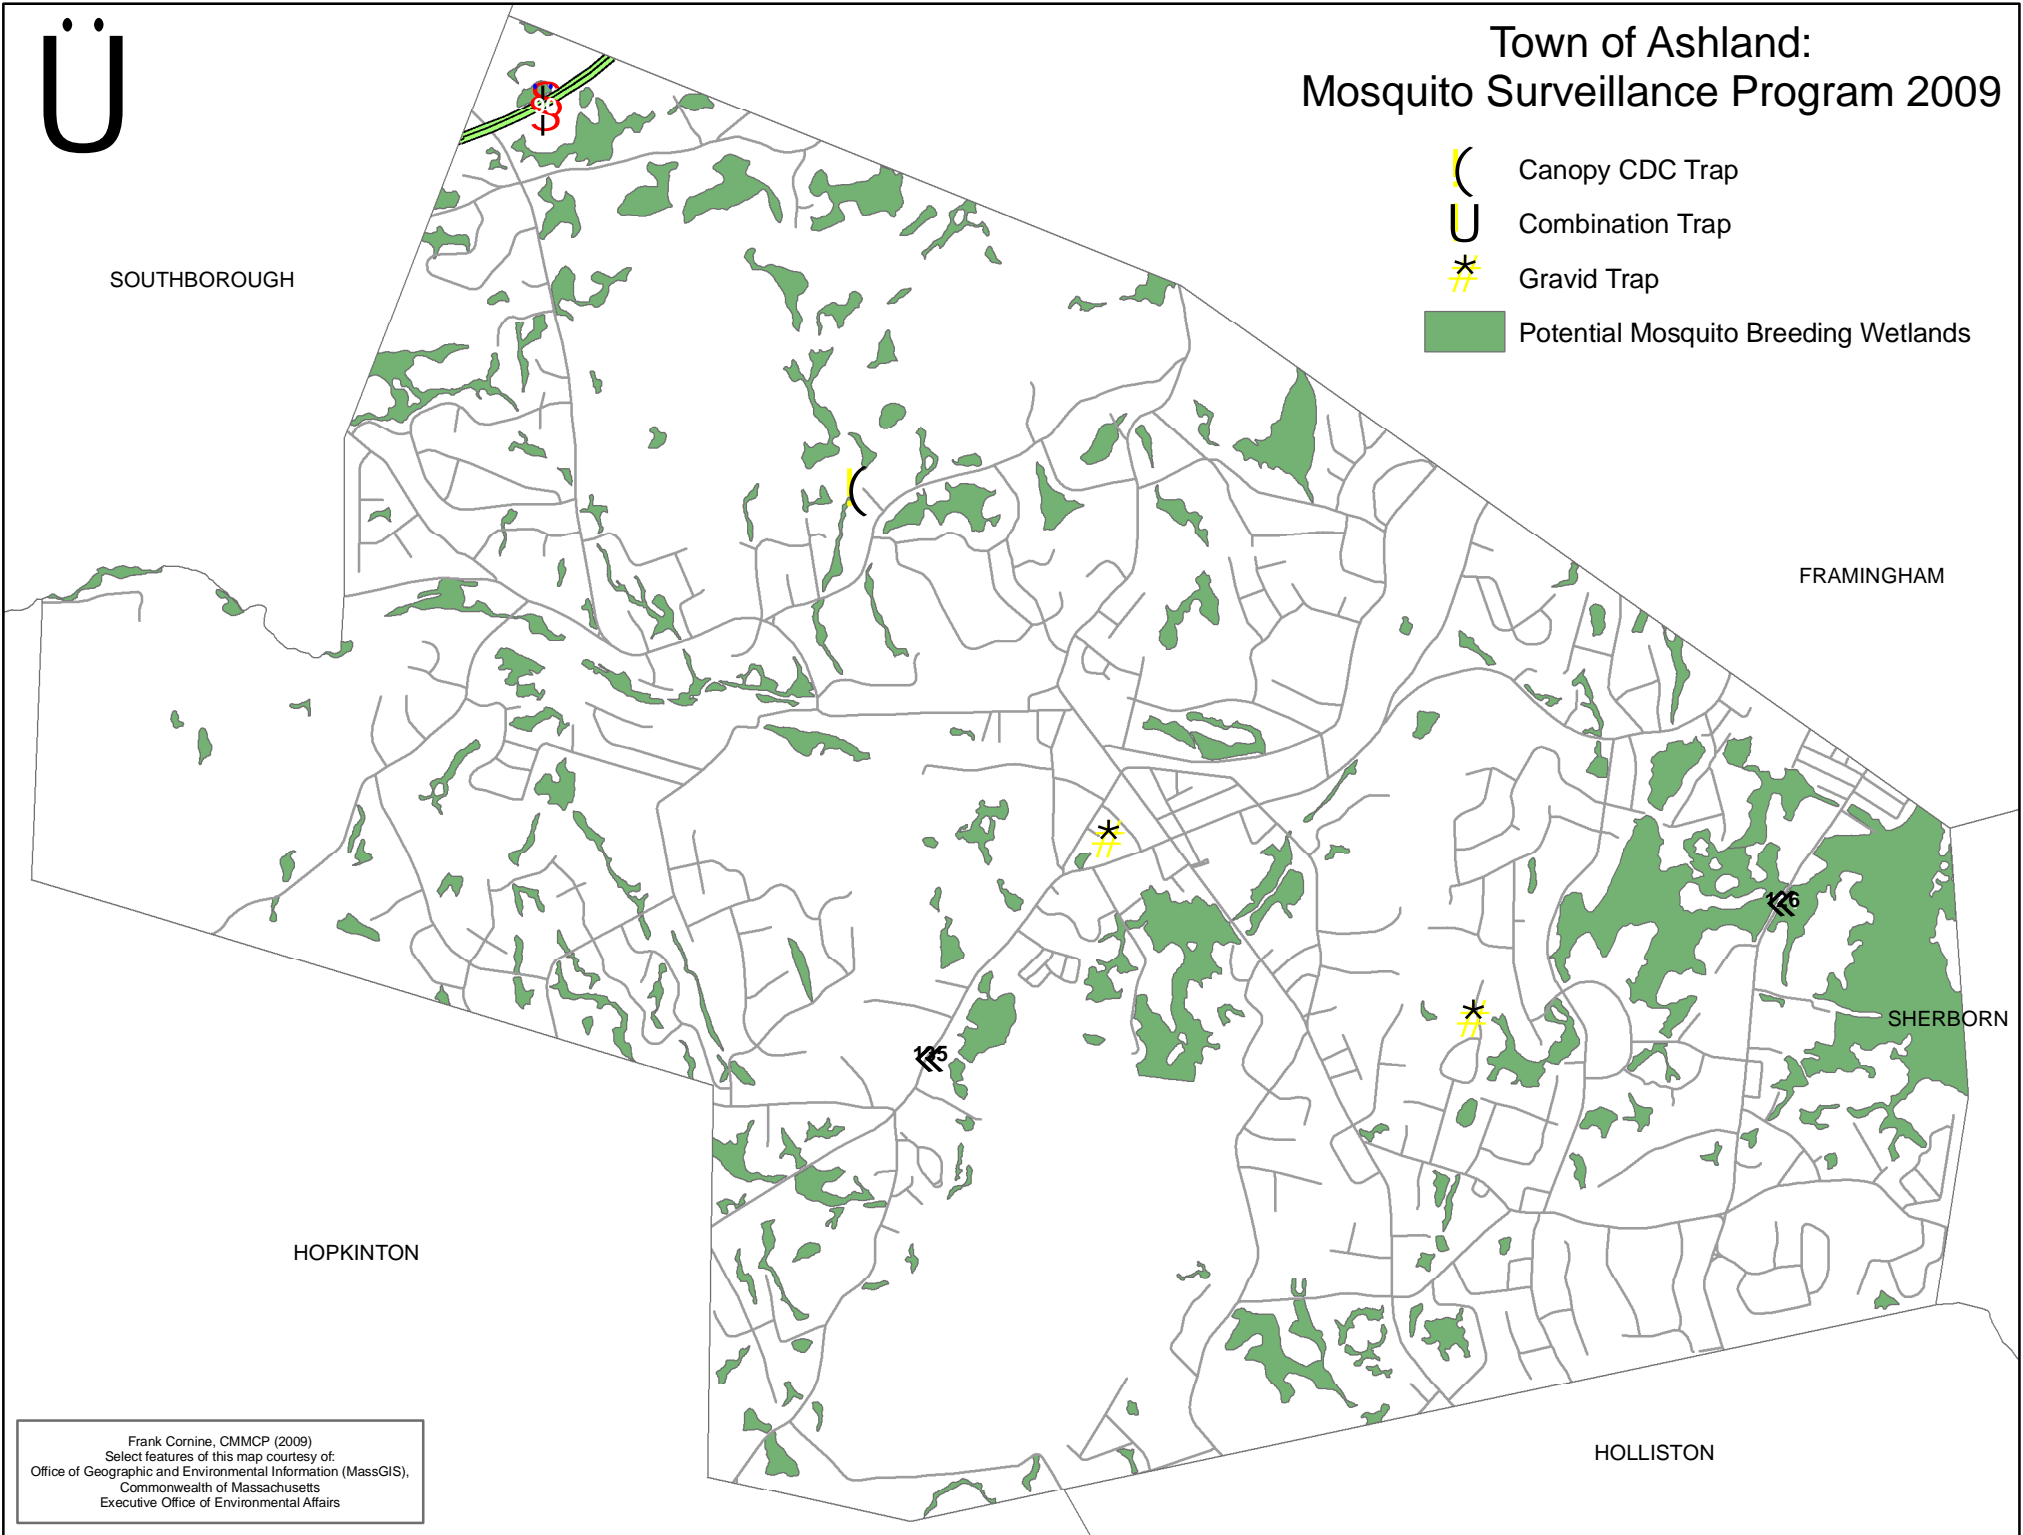 Ü
Town of Ashland:
Mosquito Surveillance Program 2009
( Canopy CDC Trap
U Combination Trap
*# Gravid Trap
Potential Mosquito Breeding Wetlands
SOUTHBOROUGH
FRAMINGHAM
126
SHERBORN
135
HOPKINTON
HOLLISTON
Frank Cornine, CMMCP (2009)
Select features of this map courtesy of:
Office of Geographic and Environmental Information (MassGIS),
Commonwealth of Massachusetts
Executive Office of Environmental Affairs